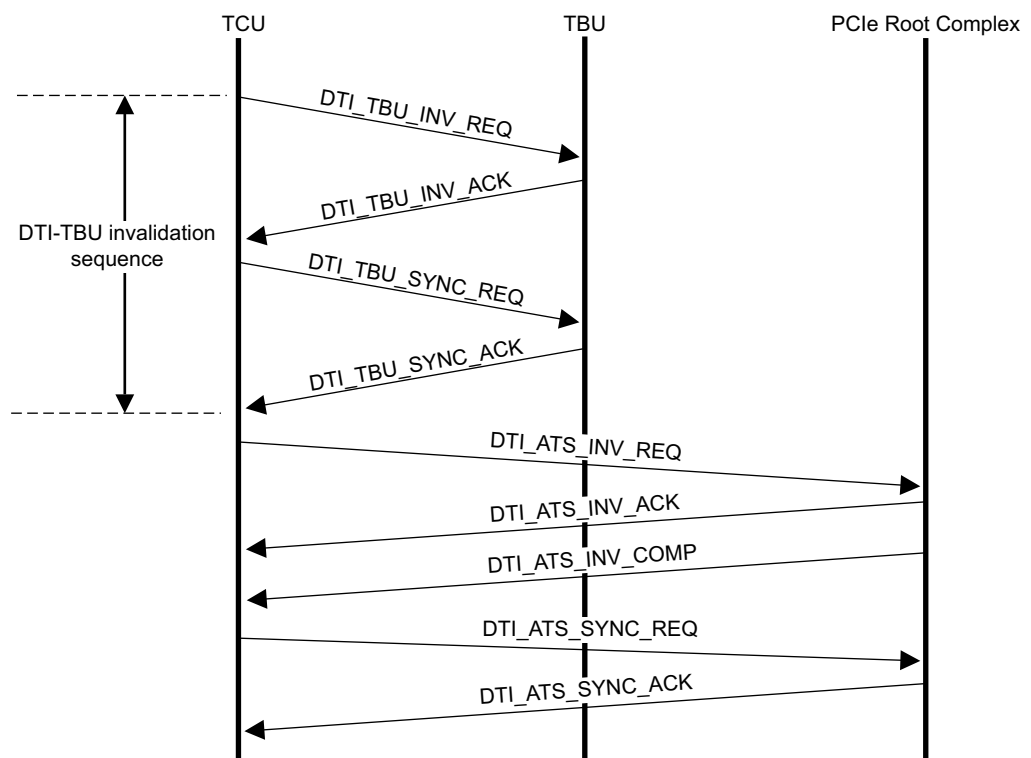 TCU TBU PCIe Root Complex
DTI_TBU_INV_REQ
DTI_TBU_INV_ACK
DTI-TBU invalidation
sequence
DTI_TBU_SYNC_REQ
DTI_TBU_SYNC_ACK
DTI_ATS_INV_REQ
DTI_ATS_INV_ACK
DTI_ATS_INV_COMP
DTI_ATS_SYNC_REQ
DTI_ATS_SYNC_ACK